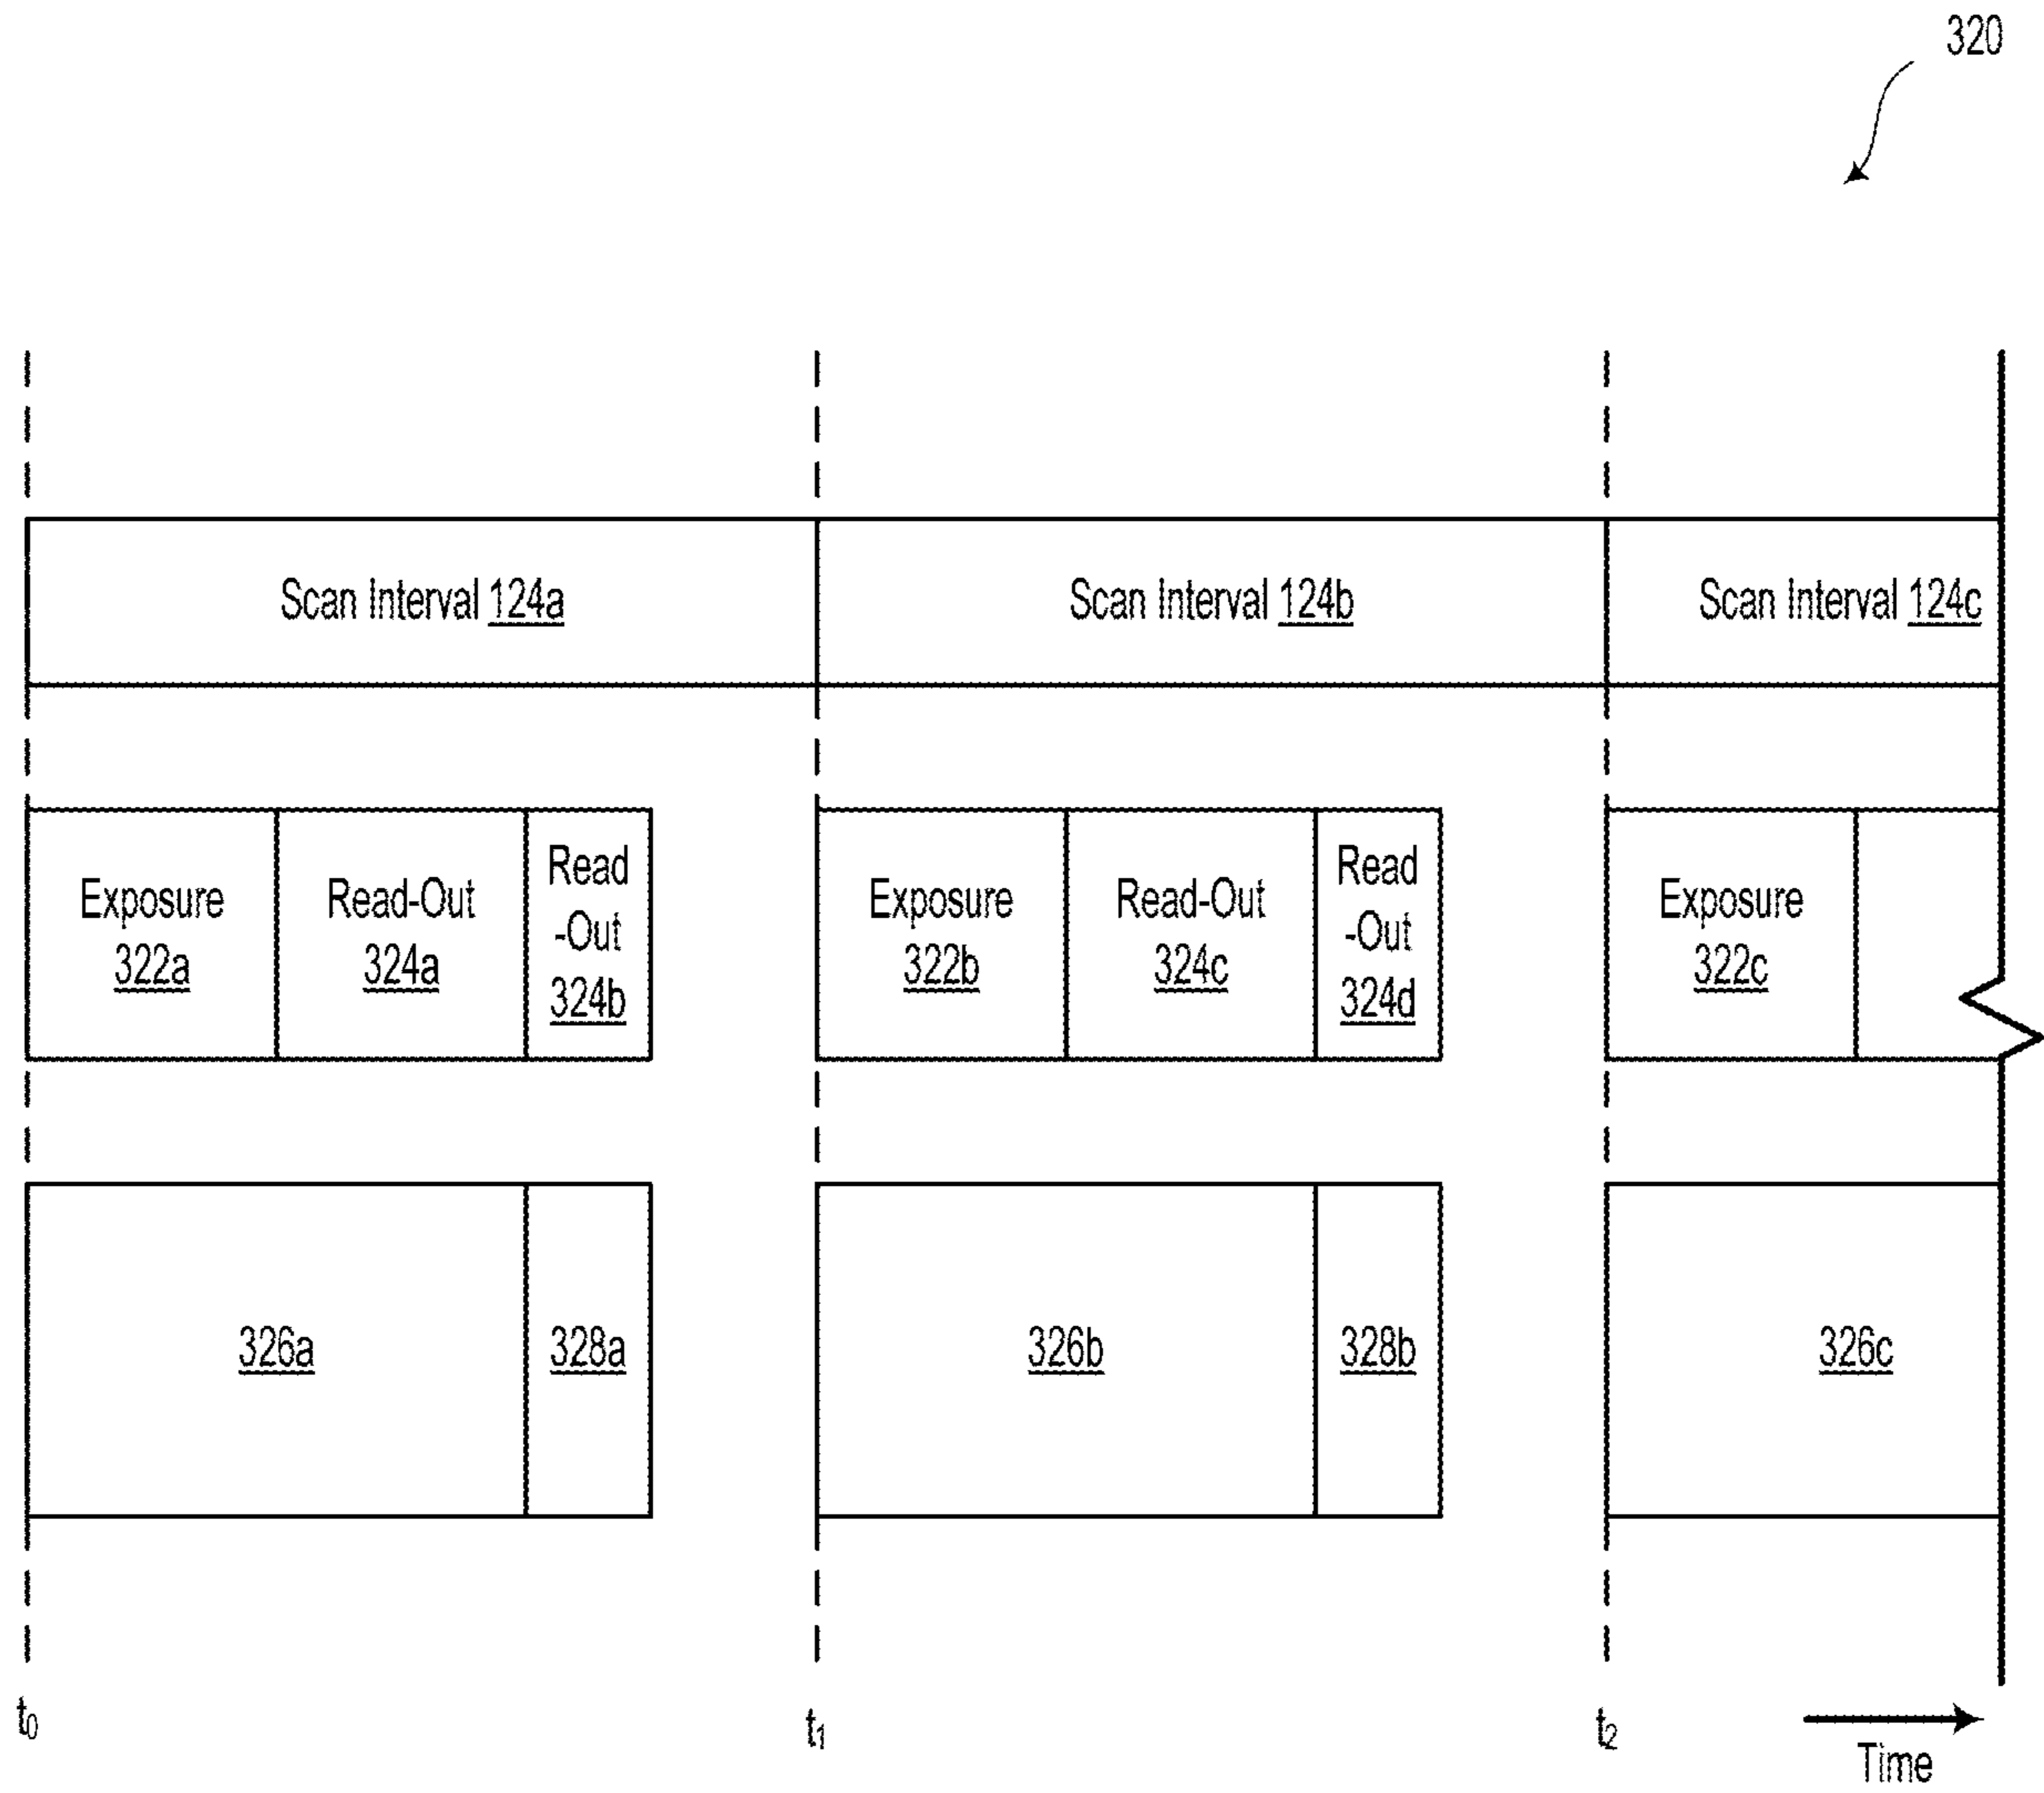 320
Scan Interval 124a
Scan Interval 124b
Scan Interval 124c
Exposure
322a
Read-Out
324a
Read
-Out
324b
Exposure
322b
Read-Out
324c
Read
-Out
324d
Exposure
322c
326a
328a
326b
328b
326c
t0
t1
t2
Time